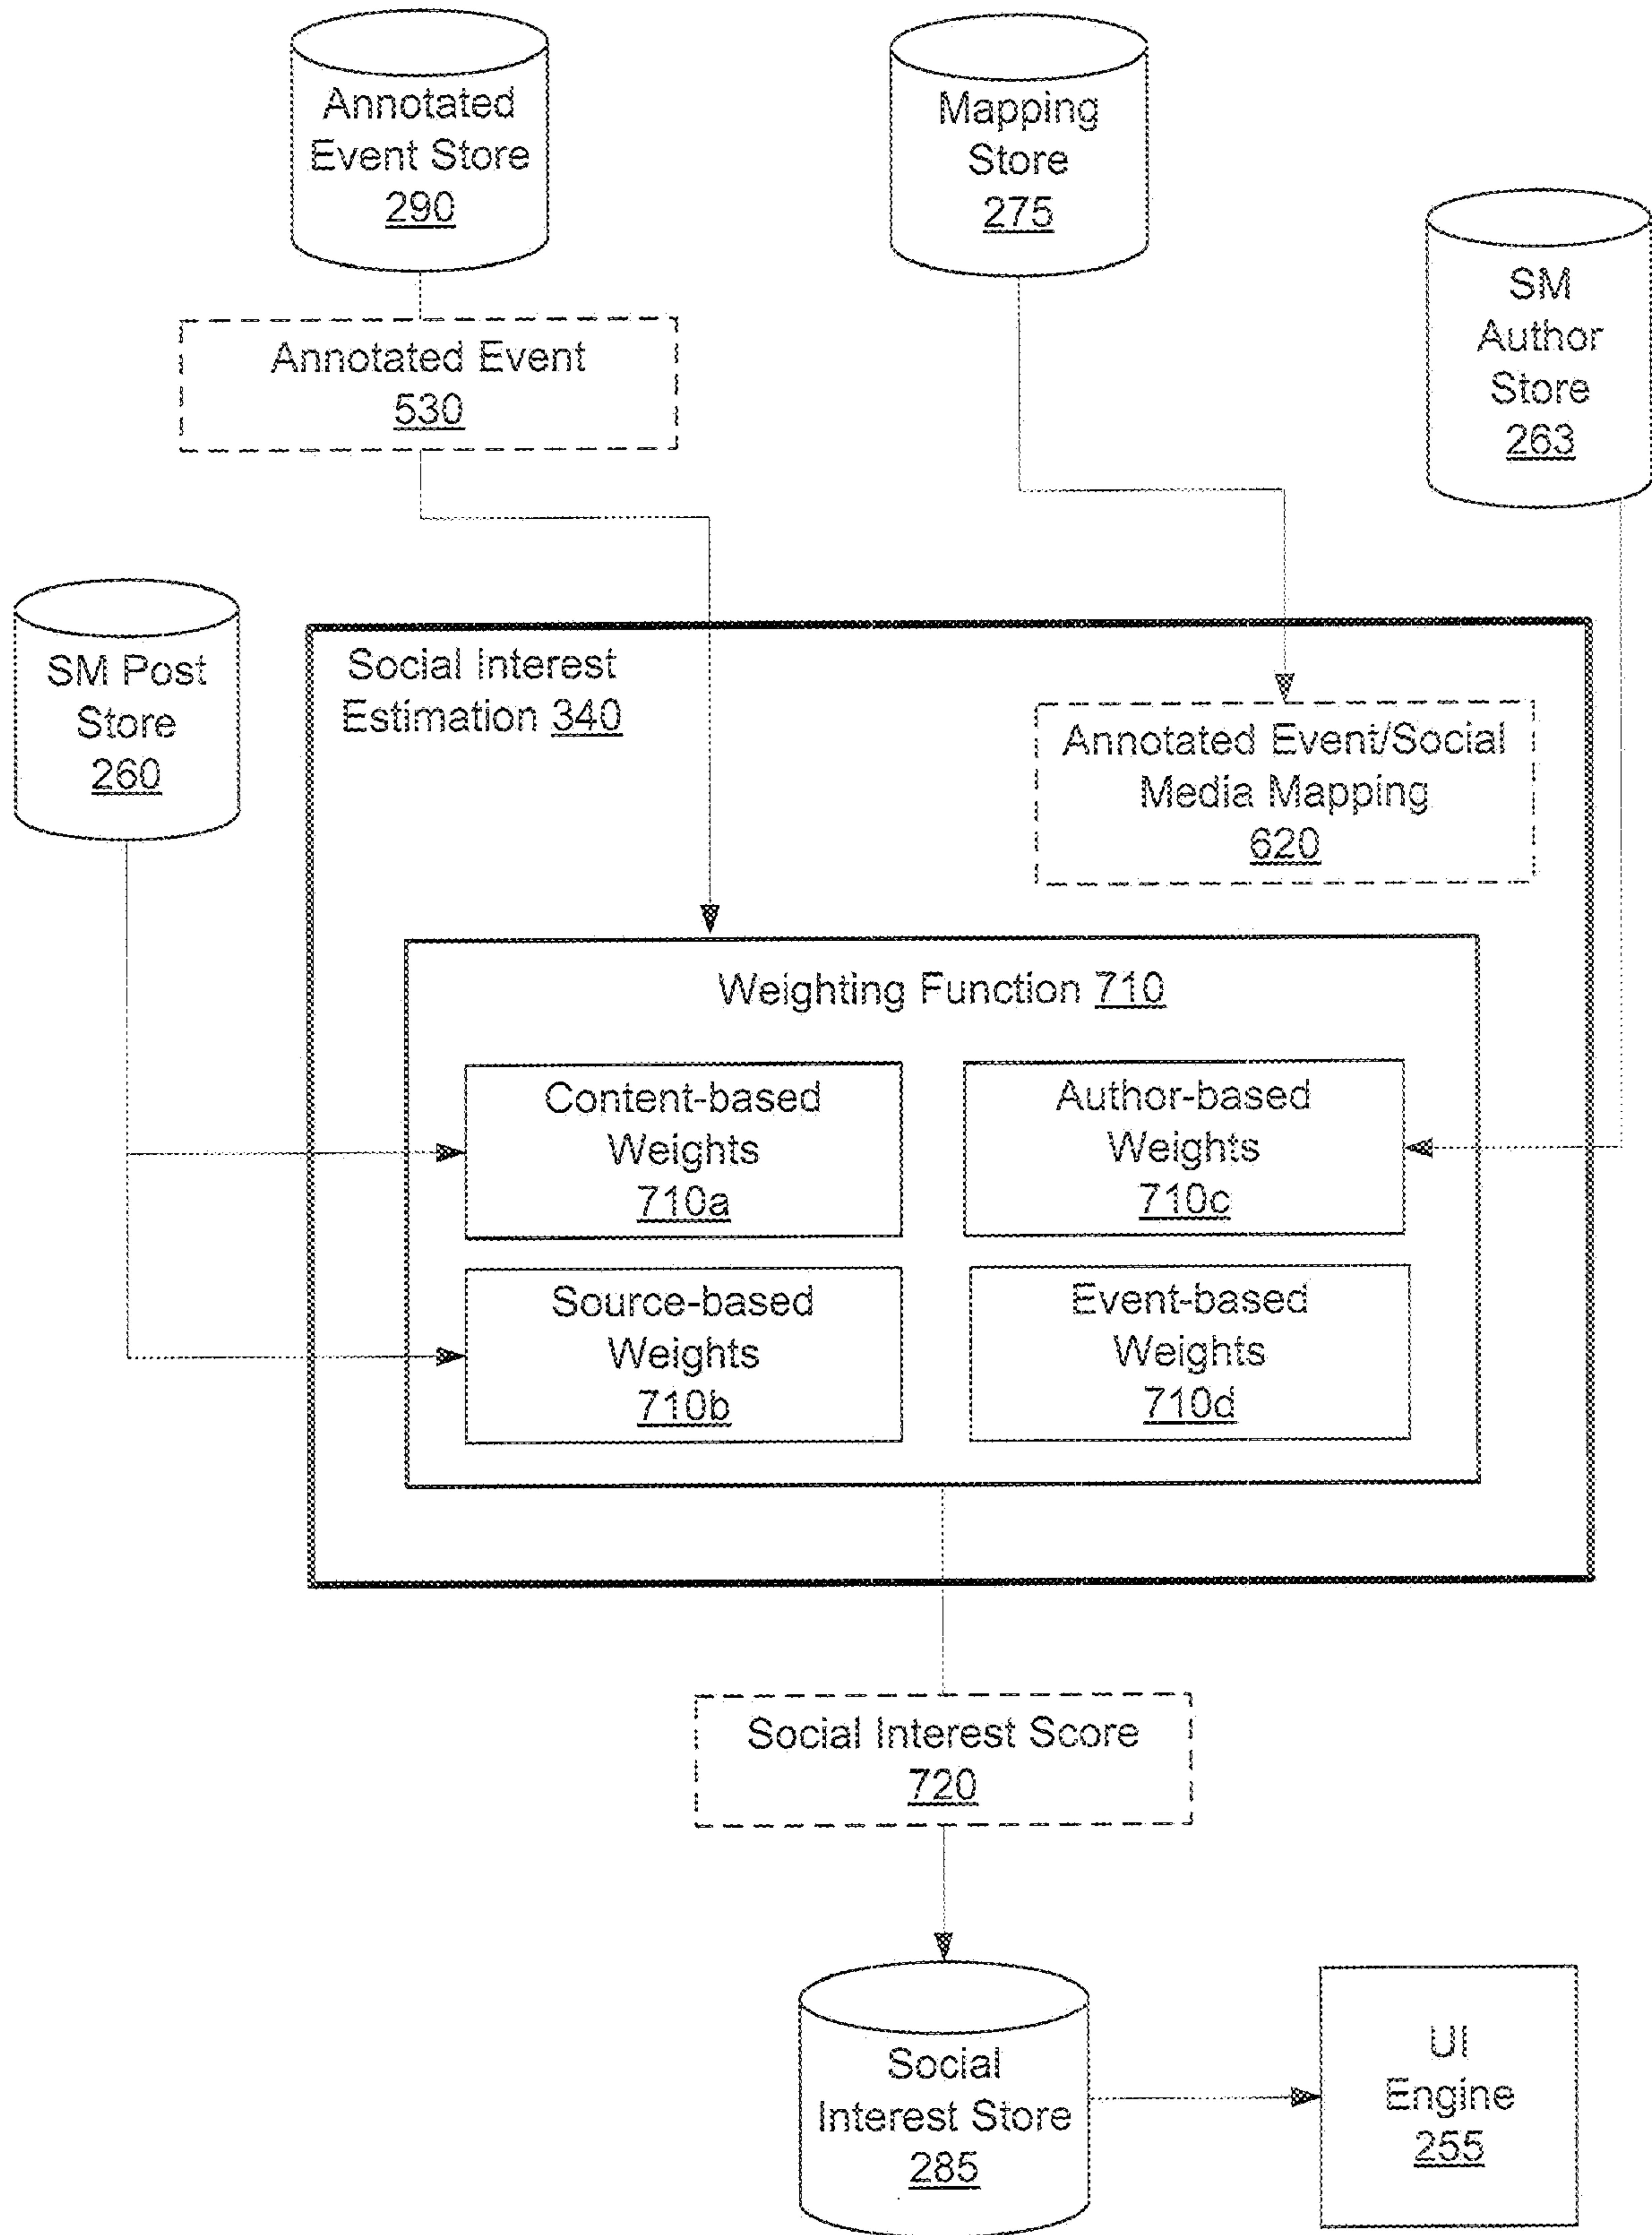 Annotated
Event Store
290
Mapping
Store
275
SM
Author
Store
263
Annotated Event
530
SM Post
Store
260
Social Interest
Estimation 340
Annotated Event/Social
Media Mapping
620
Weighting Function 710
Content-based
Weights
710a
Author-based
Weights
710c
Source-based
Weights
710b
Event-based
Weights
710d
Social Interest Score
720
Social
Interest Store
285
UI
Engine
255